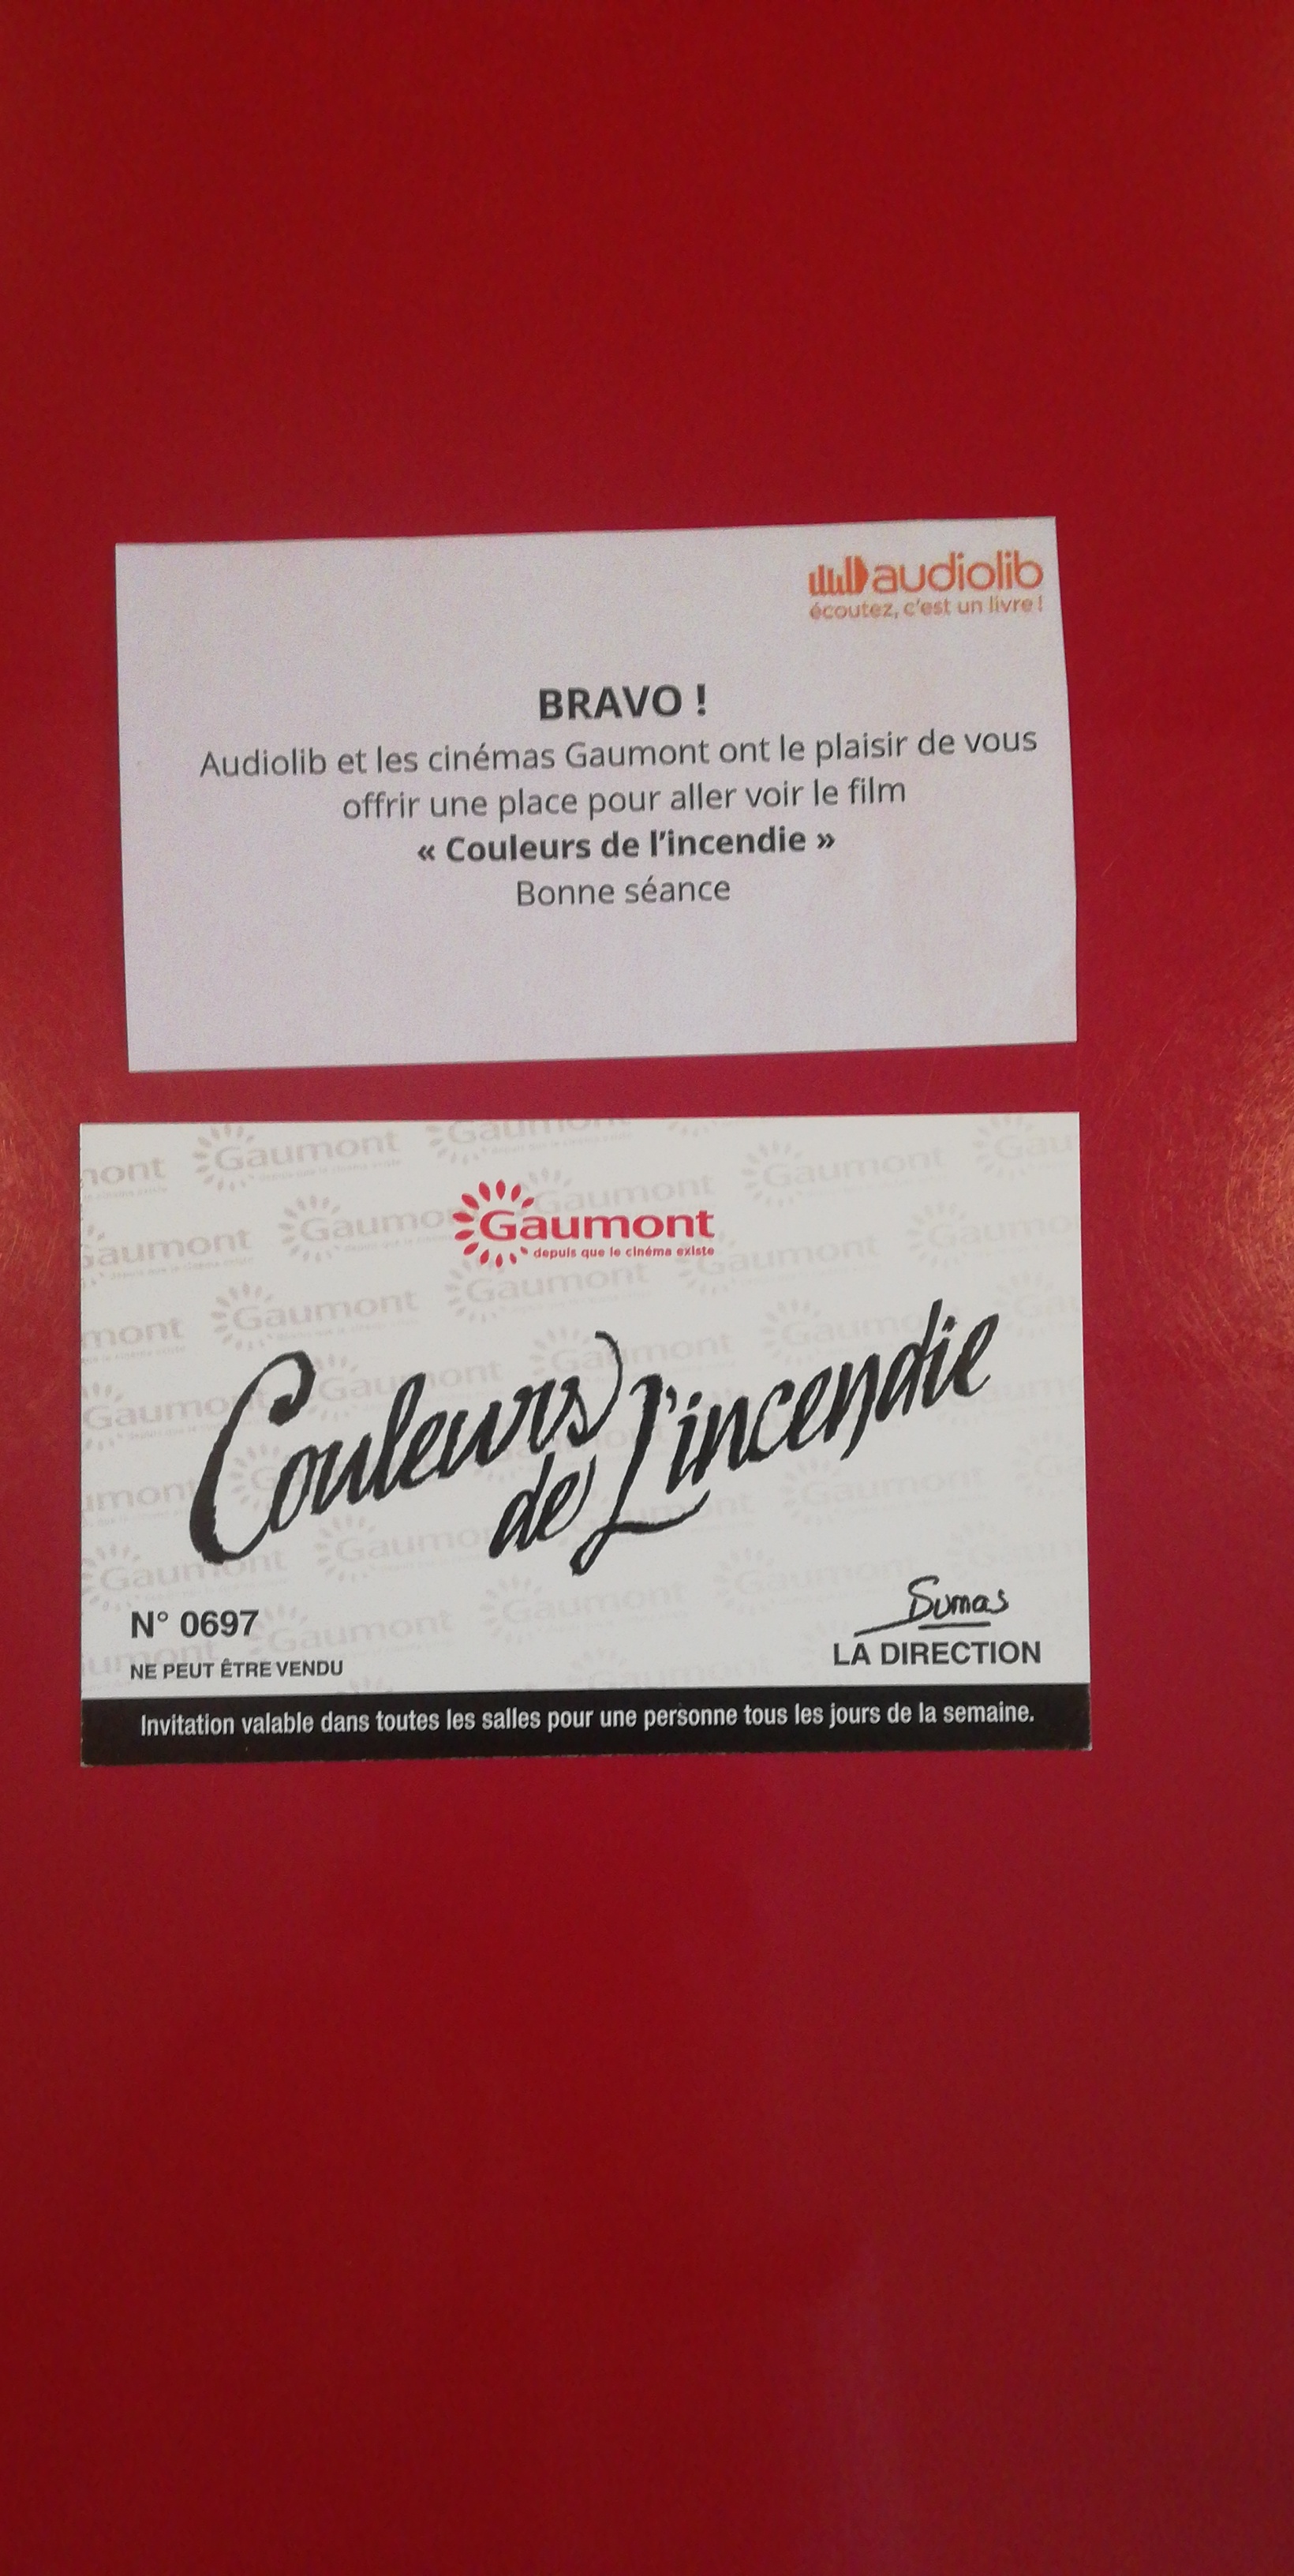 audiolib
écoutez, c'est un livre !
BRAVO !
Audiolib et les cinémas Gaumont ont le plaisir de vous
offrir une place pour aller voir le film
« Couleurs de l'incendie »
Bonne séance
Gaumont
depuis que le cinéma existe
Couleurs
de L'incendie
N° 0697
NE PEUT ÊTRE VENDU
Sumas
LA DIRECTION
Invitation valable dans toutes les salles pour une personne tous les jours de la semaine.